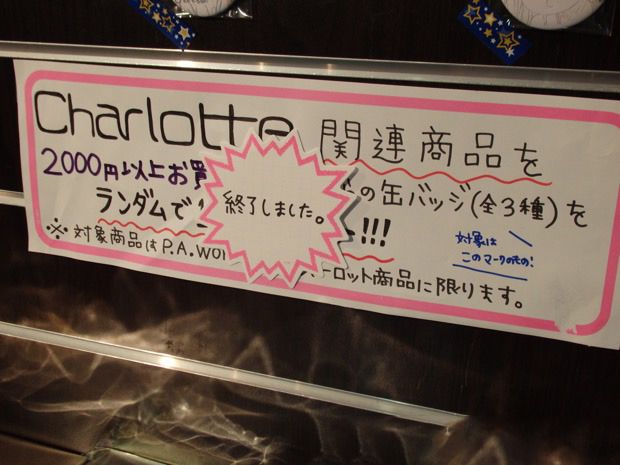 Charlotte 関連商品を
2000円以上お買 の缶バッジ(全3種)を
ランダムで !!!
終了しました。
対象は
このマークのもの!
※対象商品はP.A.WO ーロット商品に限ります。